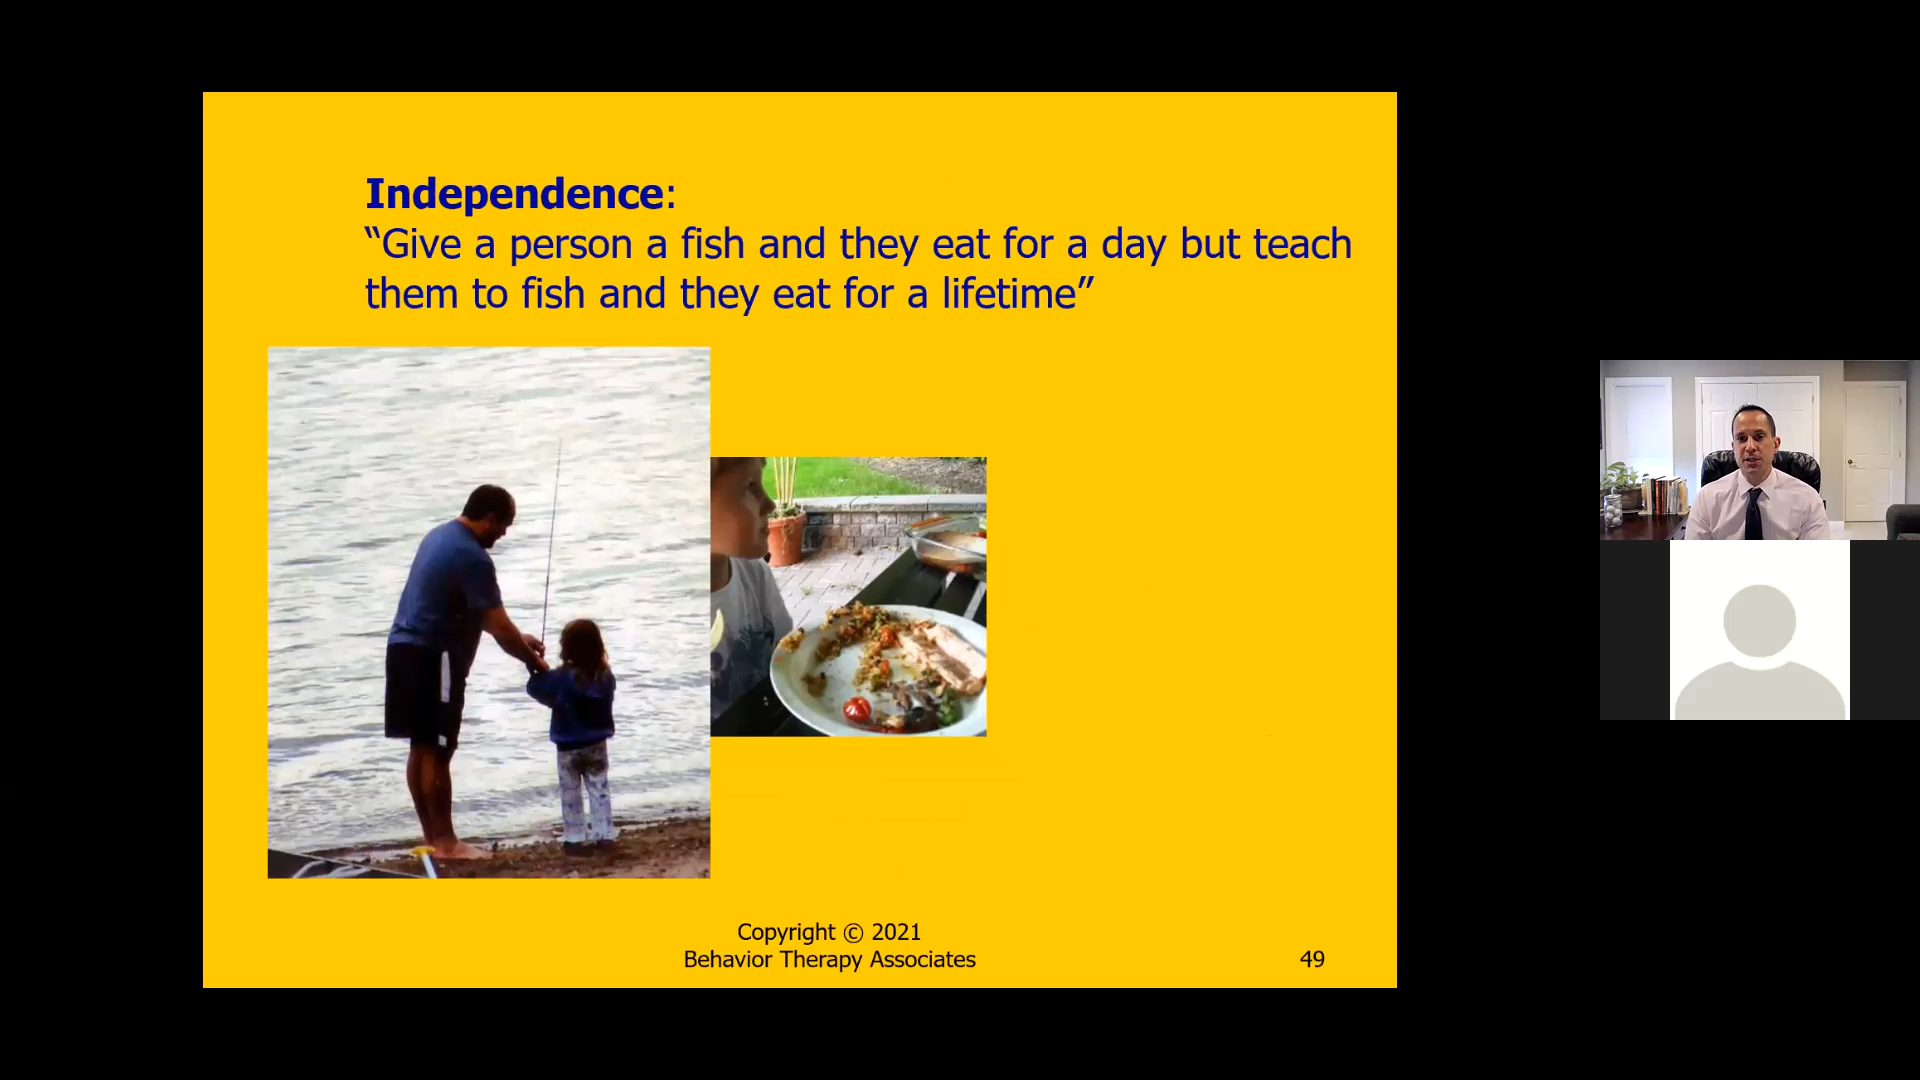 Independence:
“Give a person a fish and they eat for a day but teach
them to fish and they eat for a lifetime”
Copyright © 2021
Behavior Therapy Associates
49